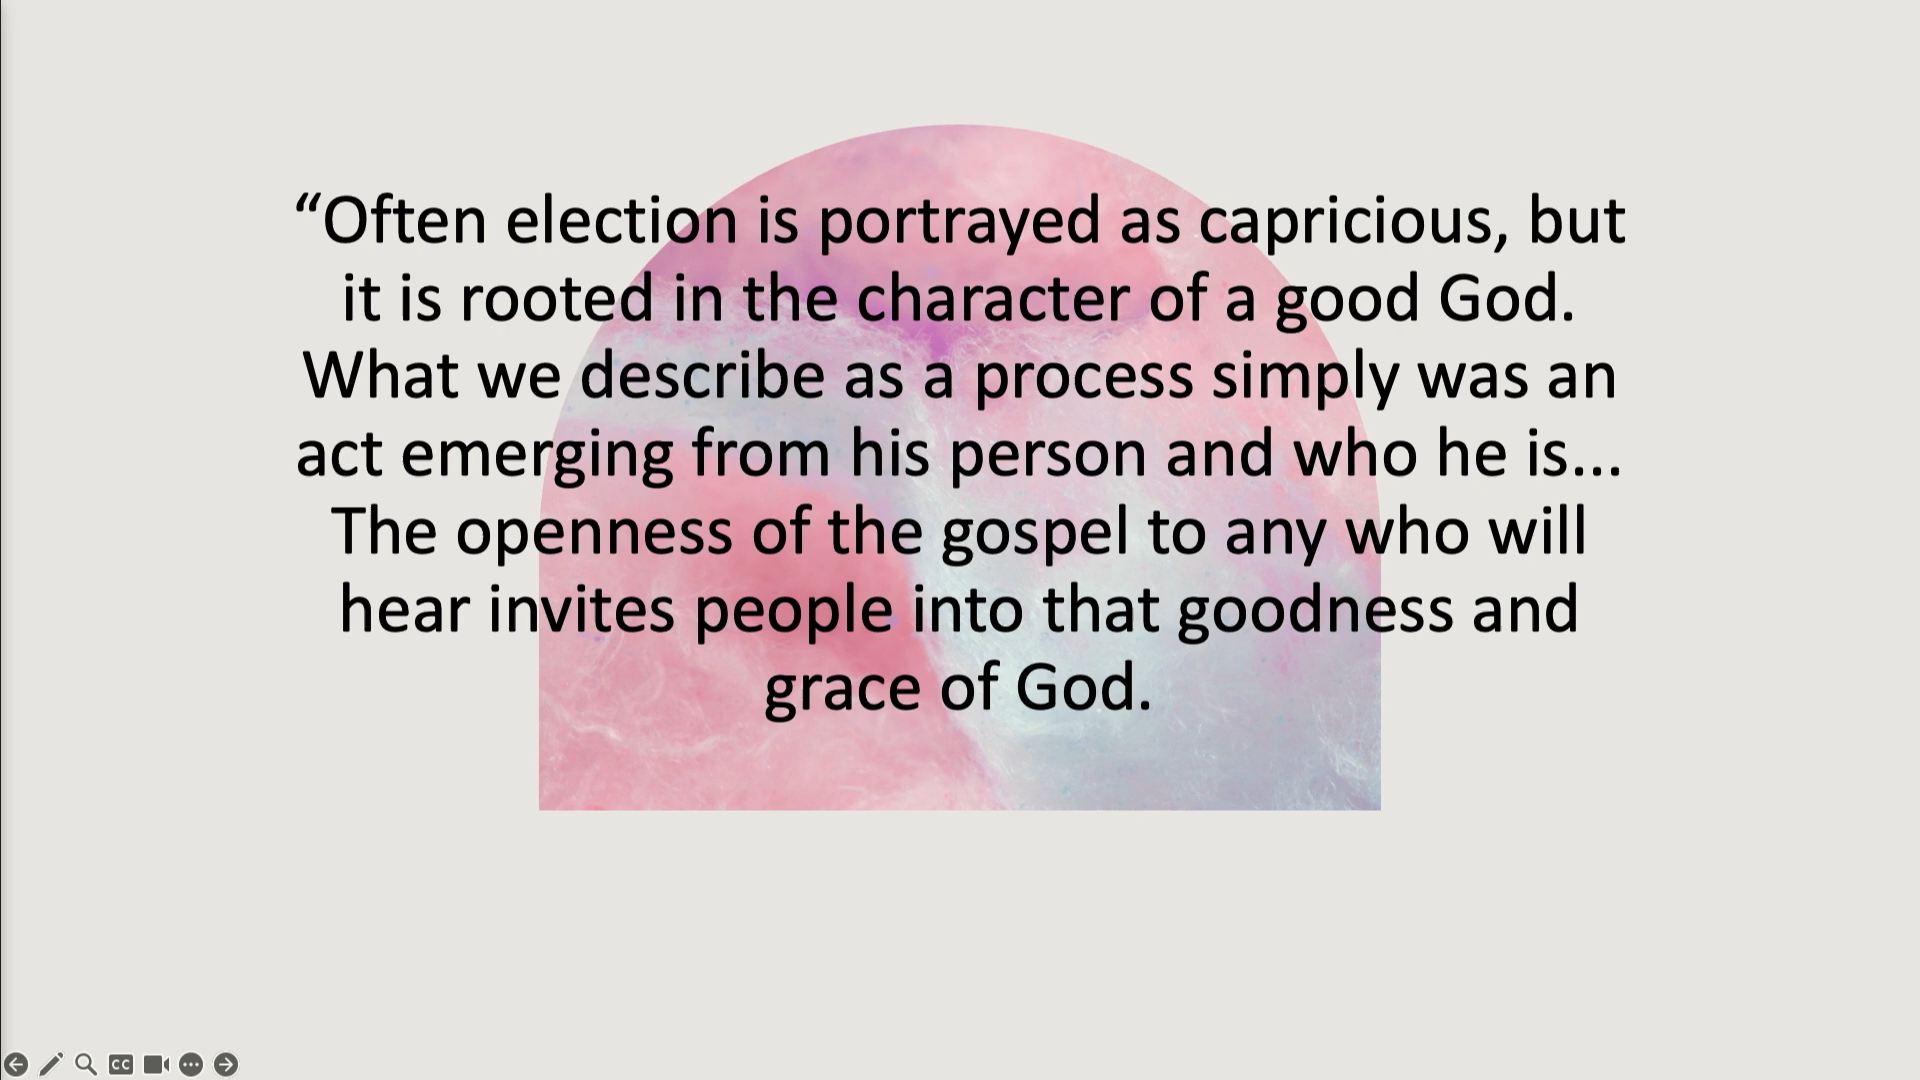 “Often election is portrayed as capricious, but
it is rooted in the character of a good God.
What we describe as a process simply was an
act emerging from his person and who he is...
The openness of the gospel to any who will
hear invites people into that goodness and
grace of God.
CC